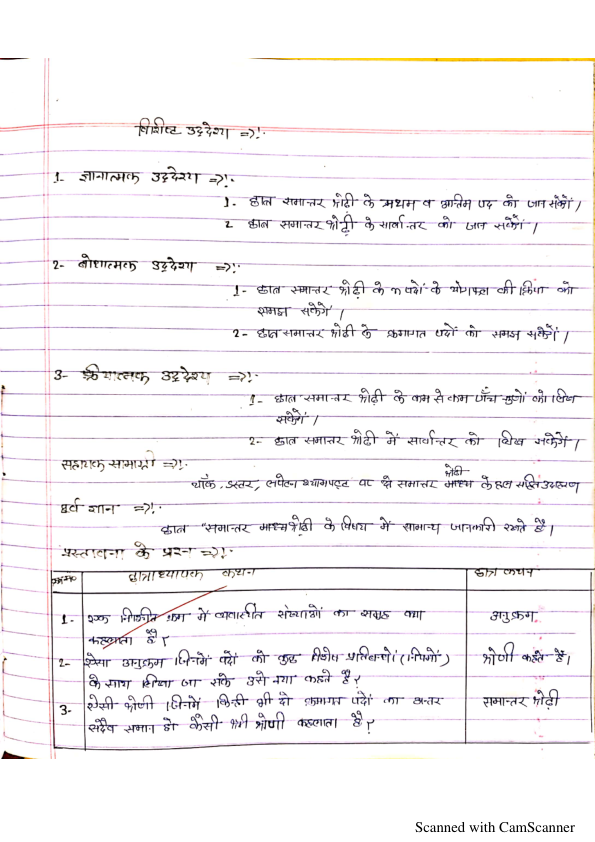 विशिष्ट उद्देश्य =>!.
1. ज्ञानात्मक उद्देश्य =>!.
1. छात्र समान्तर श्रेढ़ी के प्रथम व अन्तिम पद को जान सकेंगे।
2 छात्र समान्तर श्रेढ़ी के सार्वान्तर को जान सकेंगे।
2- बोधात्मक उद्देश्य =>!.
1- छात्र समान्तर श्रेढ़ी के n पदों के योगफल की क्रिया को
समझ सकेंगे।
2- छात्र समान्तर श्रेढ़ी के क्रमागत पदों को समझ सकेंगे।
3- क्रीयात्मक उद्देश्य =>!.
1- छात्र समान्तर श्रेढ़ी के कम से कम पाँच गुणों को लिख
सकेंगे।
2- छात्र समान्तर श्रेढ़ी में सार्वान्तर को लिख सकेंगे।
सहायक सामाग्री =>!.
चॉक, डस्टर, लपेटन श्यामपट्ट पर दो समान्तर श्रेढ़ी के हल सहित उदाहरण
पूर्व ज्ञान =>!.
छात्र "समान्तर श्रेढ़ी के विषय में सामान्य जानकारी रखते हैं।
प्रस्तावना के प्रश्न =>!.
क्र०सं० छात्राध्यापक कथन छात्र कथन
1- एक निश्चित क्रम में व्यवस्थित संख्याओं का समूह क्या अनुक्रम
कहलाता है?
2- ऐसा अनुक्रम जिनमें पदों को कुछ विशेष प्रतिबन्धों (नियमों) श्रेणी कहते हैं।
के साथ लिखा जा सके उसे क्या कहते हैं?
3- ऐसी श्रेणी जिनमें किन्ही भी दो क्रमागत पदों का अन्तर समान्तर श्रेढ़ी
सदैव समान हो कैसी श्रेणी कहलाता है?
Scanned with CamScanner